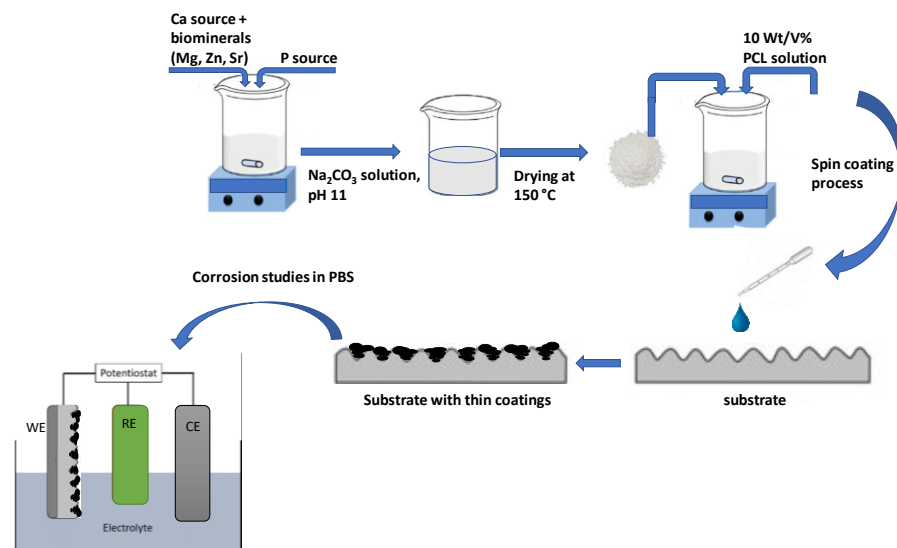 Ca source +
biominerals
(Mg, Zn, Sr)
P source
10 Wt/V%
PCL solution
Na₂CO₃ solution,
pH 11
Drying at
150 °C
Spin coating
process
Corrosion studies in PBS
Substrate with thin coatings
substrate
Potentiostat
WE
RE
CE
Electrolyte